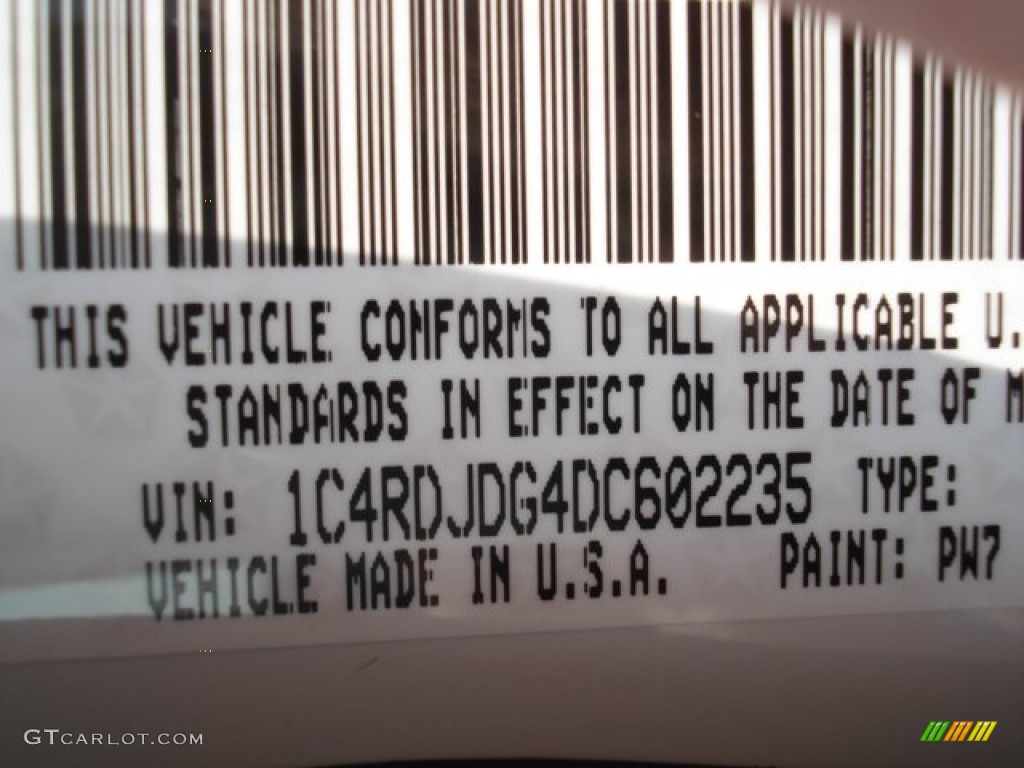 THIS VEHICLE CONFORMS TO ALL APPLICABLE U.
STANDARDS IN EFFECT ON THE DATE OF M
VIN: 1C4RDJDG4DC602235 TYPE:
VEHICLE MADE IN U.S.A. PAINT: PW7
GTCARLOT.COM